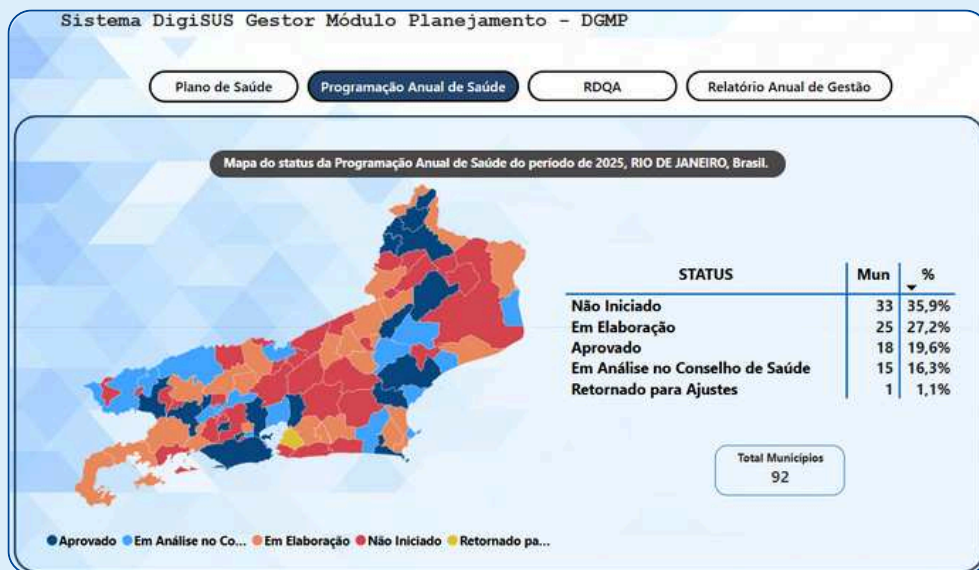 Sistema DigiSUS Gestor Módulo Planejamento - DGMP
Plano de Saúde
Programação Anual de Saúde
RDQA
Relatório Anual de Gestão
Mapa do status da Programação Anual de Saúde do período de 2025, RIO DE JANEIRO, Brasil.
STATUS Mun %
Não Iniciado 33 35,9%
Em Elaboração 25 27,2%
Aprovado 18 19,6%
Em Análise no Conselho de Saúde 15 16,3%
Retornado para Ajustes 1 1,1%
Total Municípios
92
Aprovado Em Análise no Co... Em Elaboração Não Iniciado Retornado pa...